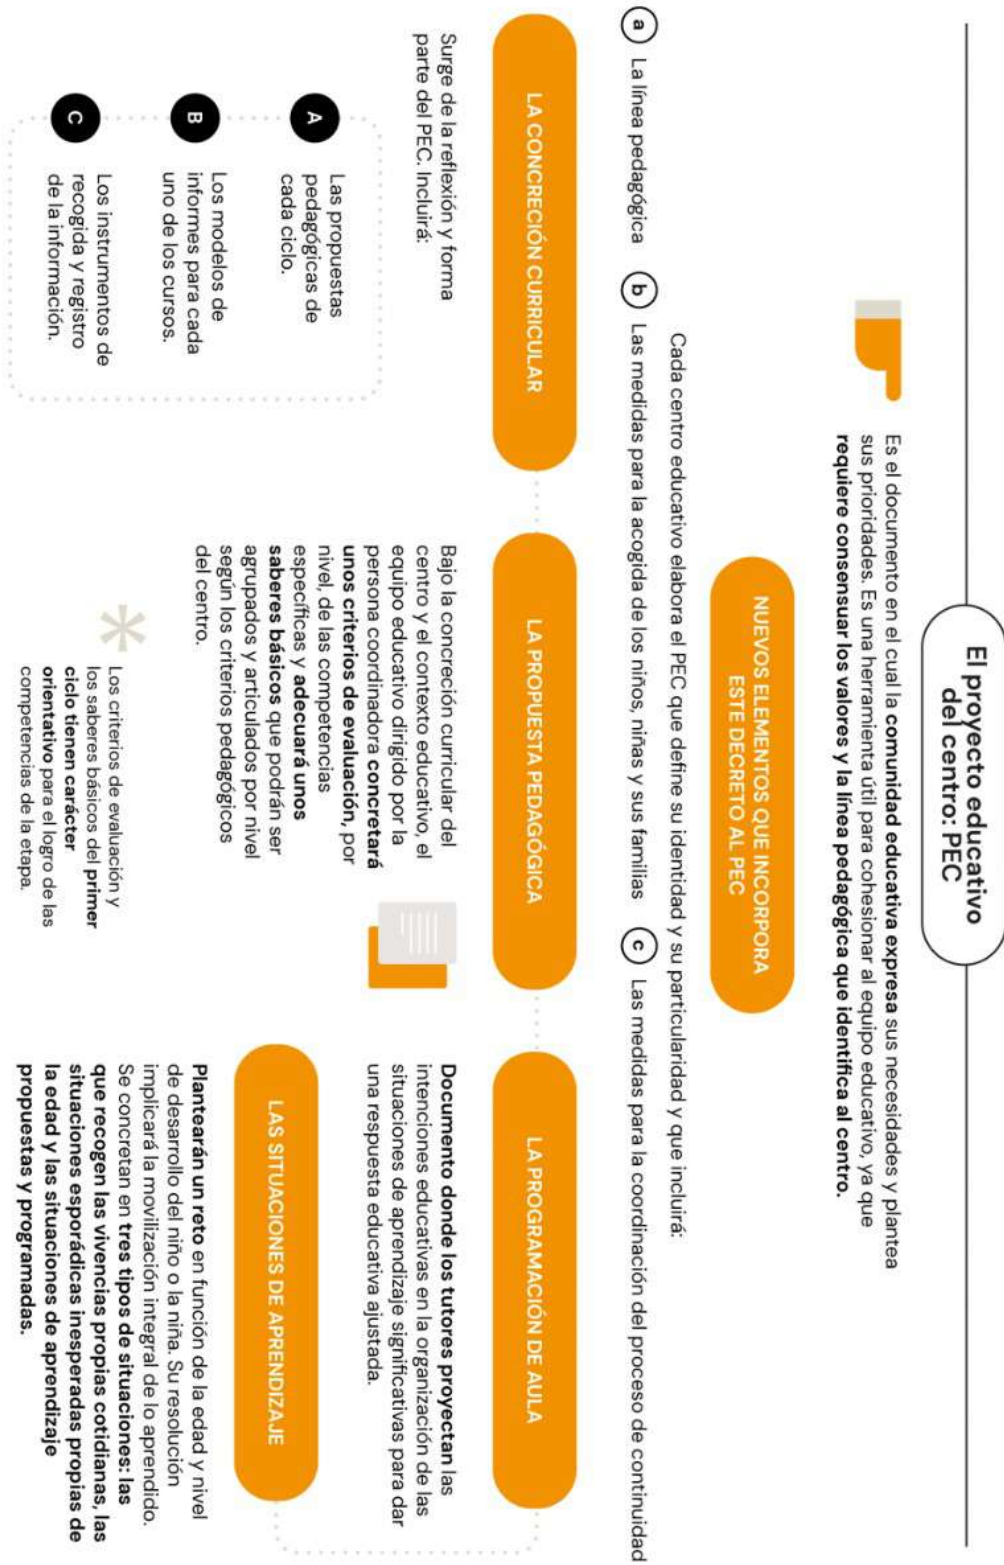 El proyecto educativo
del centro: PEC
Es el documento en el cual la comunidad educativa expresa sus necesidades y plantea
sus prioridades. Es una herramienta útil para cohesionar al equipo educativo, ya que
requiere consensuar los valores y la línea pedagógica que identifica al centro.
NUEVOS ELEMENTOS QUE INCORPORA
ESTE DECRETO AL PEC
Cada centro educativo elabora el PEC que define su identidad y su particularidad y que incluirá:
a La línea pedagógica
b Las medidas para la acogida de los niños, niñas y sus familias
c Las medidas para la coordinación del proceso de continuidad
LA CONCRECIÓN CURRICULAR
Surge de la reflexión y forma
parte del PEC. Incluirá:
A Las propuestas
pedagógicas de
cada ciclo.
B Los modelos de
informes para cada
uno de los cursos.
C Los instrumentos de
recogida y registro
de la información.
LA PROPUESTA PEDAGÓGICA
Bajo la concreción curricular del
centro y el contexto educativo, el
equipo educativo dirigido por la
persona coordinadora concretará
unos criterios de evaluación, por
nivel, de las competencias
específicas y adecuará unos
saberes básicos que podrán ser
agrupados y articulados por nivel
según los criterios pedagógicos
del centro.
* Los criterios de evaluación y
los saberes básicos del primer
ciclo tienen carácter
orientativo para el logro de las
competencias de la etapa.
LA PROGRAMACIÓN DE AULA
Documento donde los tutores proyectan las
intenciones educativas en la organización de las
situaciones de aprendizaje significativas para dar
una respuesta educativa ajustada.
LAS SITUACIONES DE APRENDIZAJE
Plantearán un reto en función de la edad y nivel
de desarrollo del niño o la niña. Su resolución
implicará la movilización integral de lo aprendido.
Se concretan en tres tipos de situaciones: las
que recogen las vivencias propias cotidianas, las
situaciones esporádicas inesperadas propias de
la edad y las situaciones de aprendizaje
propuestas y programadas.